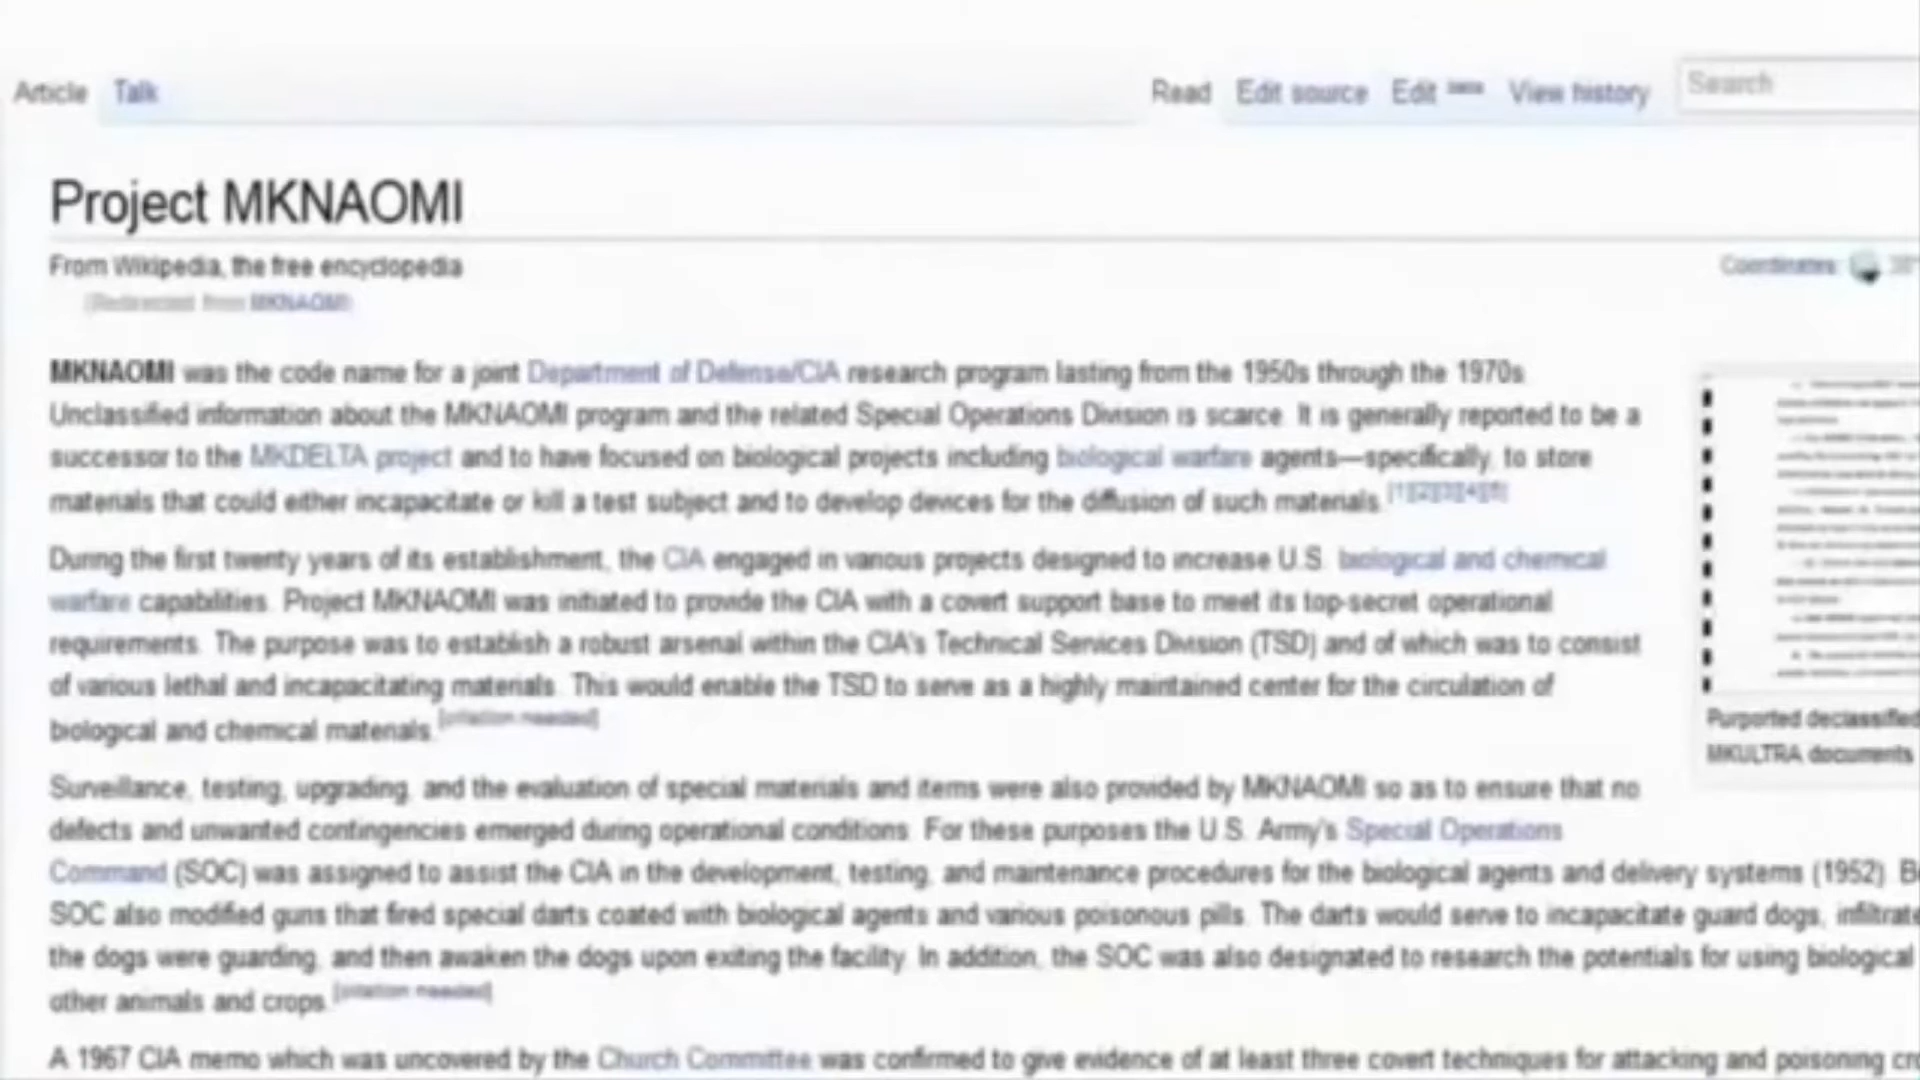 Article Talk Read Edit source Edit beta View history Search
Project MKNAOMI
From Wikipedia, the free encyclopedia
Coordinates:
(Redirected from MKNAOMI)
MKNAOMI was the code name for a joint Department of Defense/CIA research program lasting from the 1950s through the 1970s.
Unclassified information about the MKNAOMI program and the related Special Operations Division is scarce. It is generally reported to be a
successor to the MKDELTA project and to have focused on biological projects including biological warfare agents—specifically, to store
materials that could either incapacitate or kill a test subject and to develop devices for the diffusion of such materials.[1][2][3][4][5]
During the first twenty years of its establishment, the CIA engaged in various projects designed to increase U.S. biological and chemical
warfare capabilities. Project MKNAOMI was initiated to provide the CIA with a covert support base to meet its top-secret operational
requirements. The purpose was to establish a robust arsenal within the CIA's Technical Services Division (TSD) and of which was to consist
of various lethal and incapacitating materials. This would enable the TSD to serve as a highly maintained center for the circulation of
biological and chemical materials.[citation needed]
Purported declassified
MKULTRA documents
Surveillance, testing, upgrading, and the evaluation of special materials and items were also provided by MKNAOMI so as to ensure that no
defects and unwanted contingencies emerged during operational conditions. For these purposes the U.S. Army's Special Operations
Command (SOC) was assigned to assist the CIA in the development, testing, and maintenance procedures for the biological agents and delivery systems (1952). B
SOC also modified guns that fired special darts coated with biological agents and various poisonous pills. The darts would serve to incapacitate guard dogs, infiltrate
the dogs were guarding, and then awaken the dogs upon exiting the facility. In addition, the SOC was also designated to research the potentials for using biological
other animals and crops.[citation needed]
A 1967 CIA memo which was uncovered by the Church Committee was confirmed to give evidence of at least three covert techniques for attacking and poisoning cr